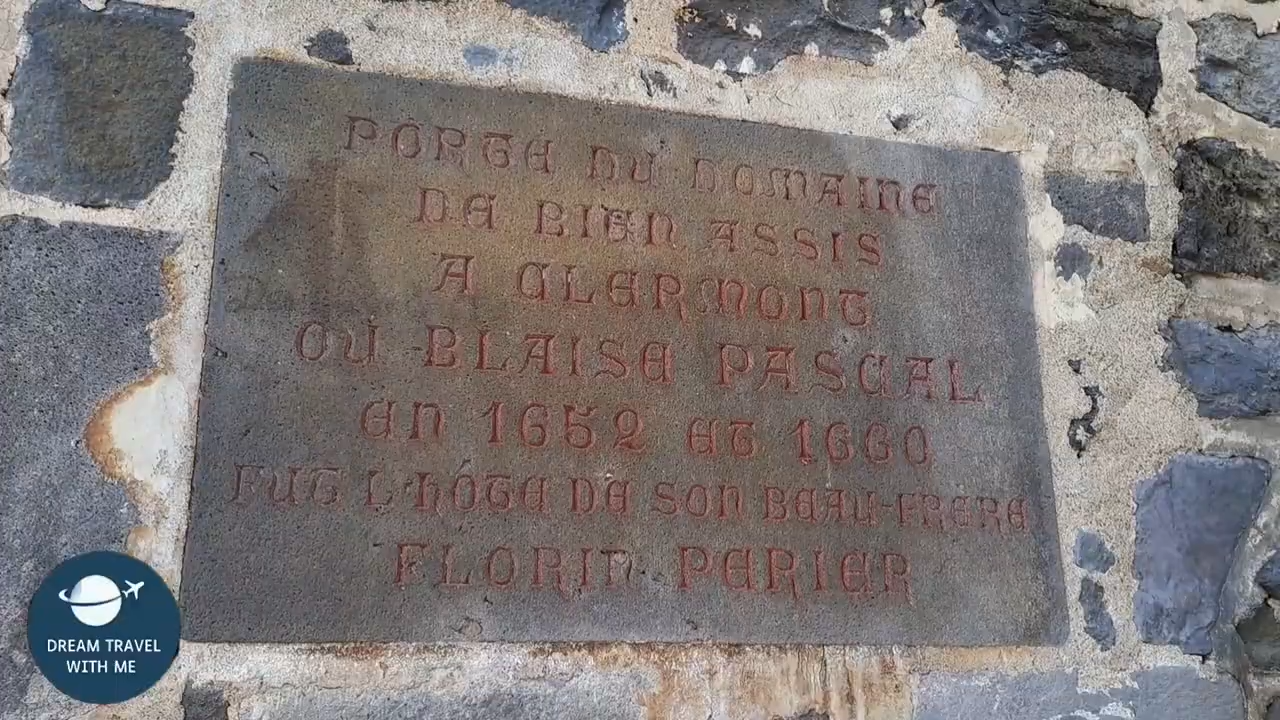 PORTE DU DOMAINE
DE BIEN ASSIS
A CLERMONT
OU BLAISE PASCAL
EN 1652 ET 1660
FUT L'HÔTE DE SON BEAU-FRERE
FLORIN PERIER
DREAM TRAVEL
WITH ME